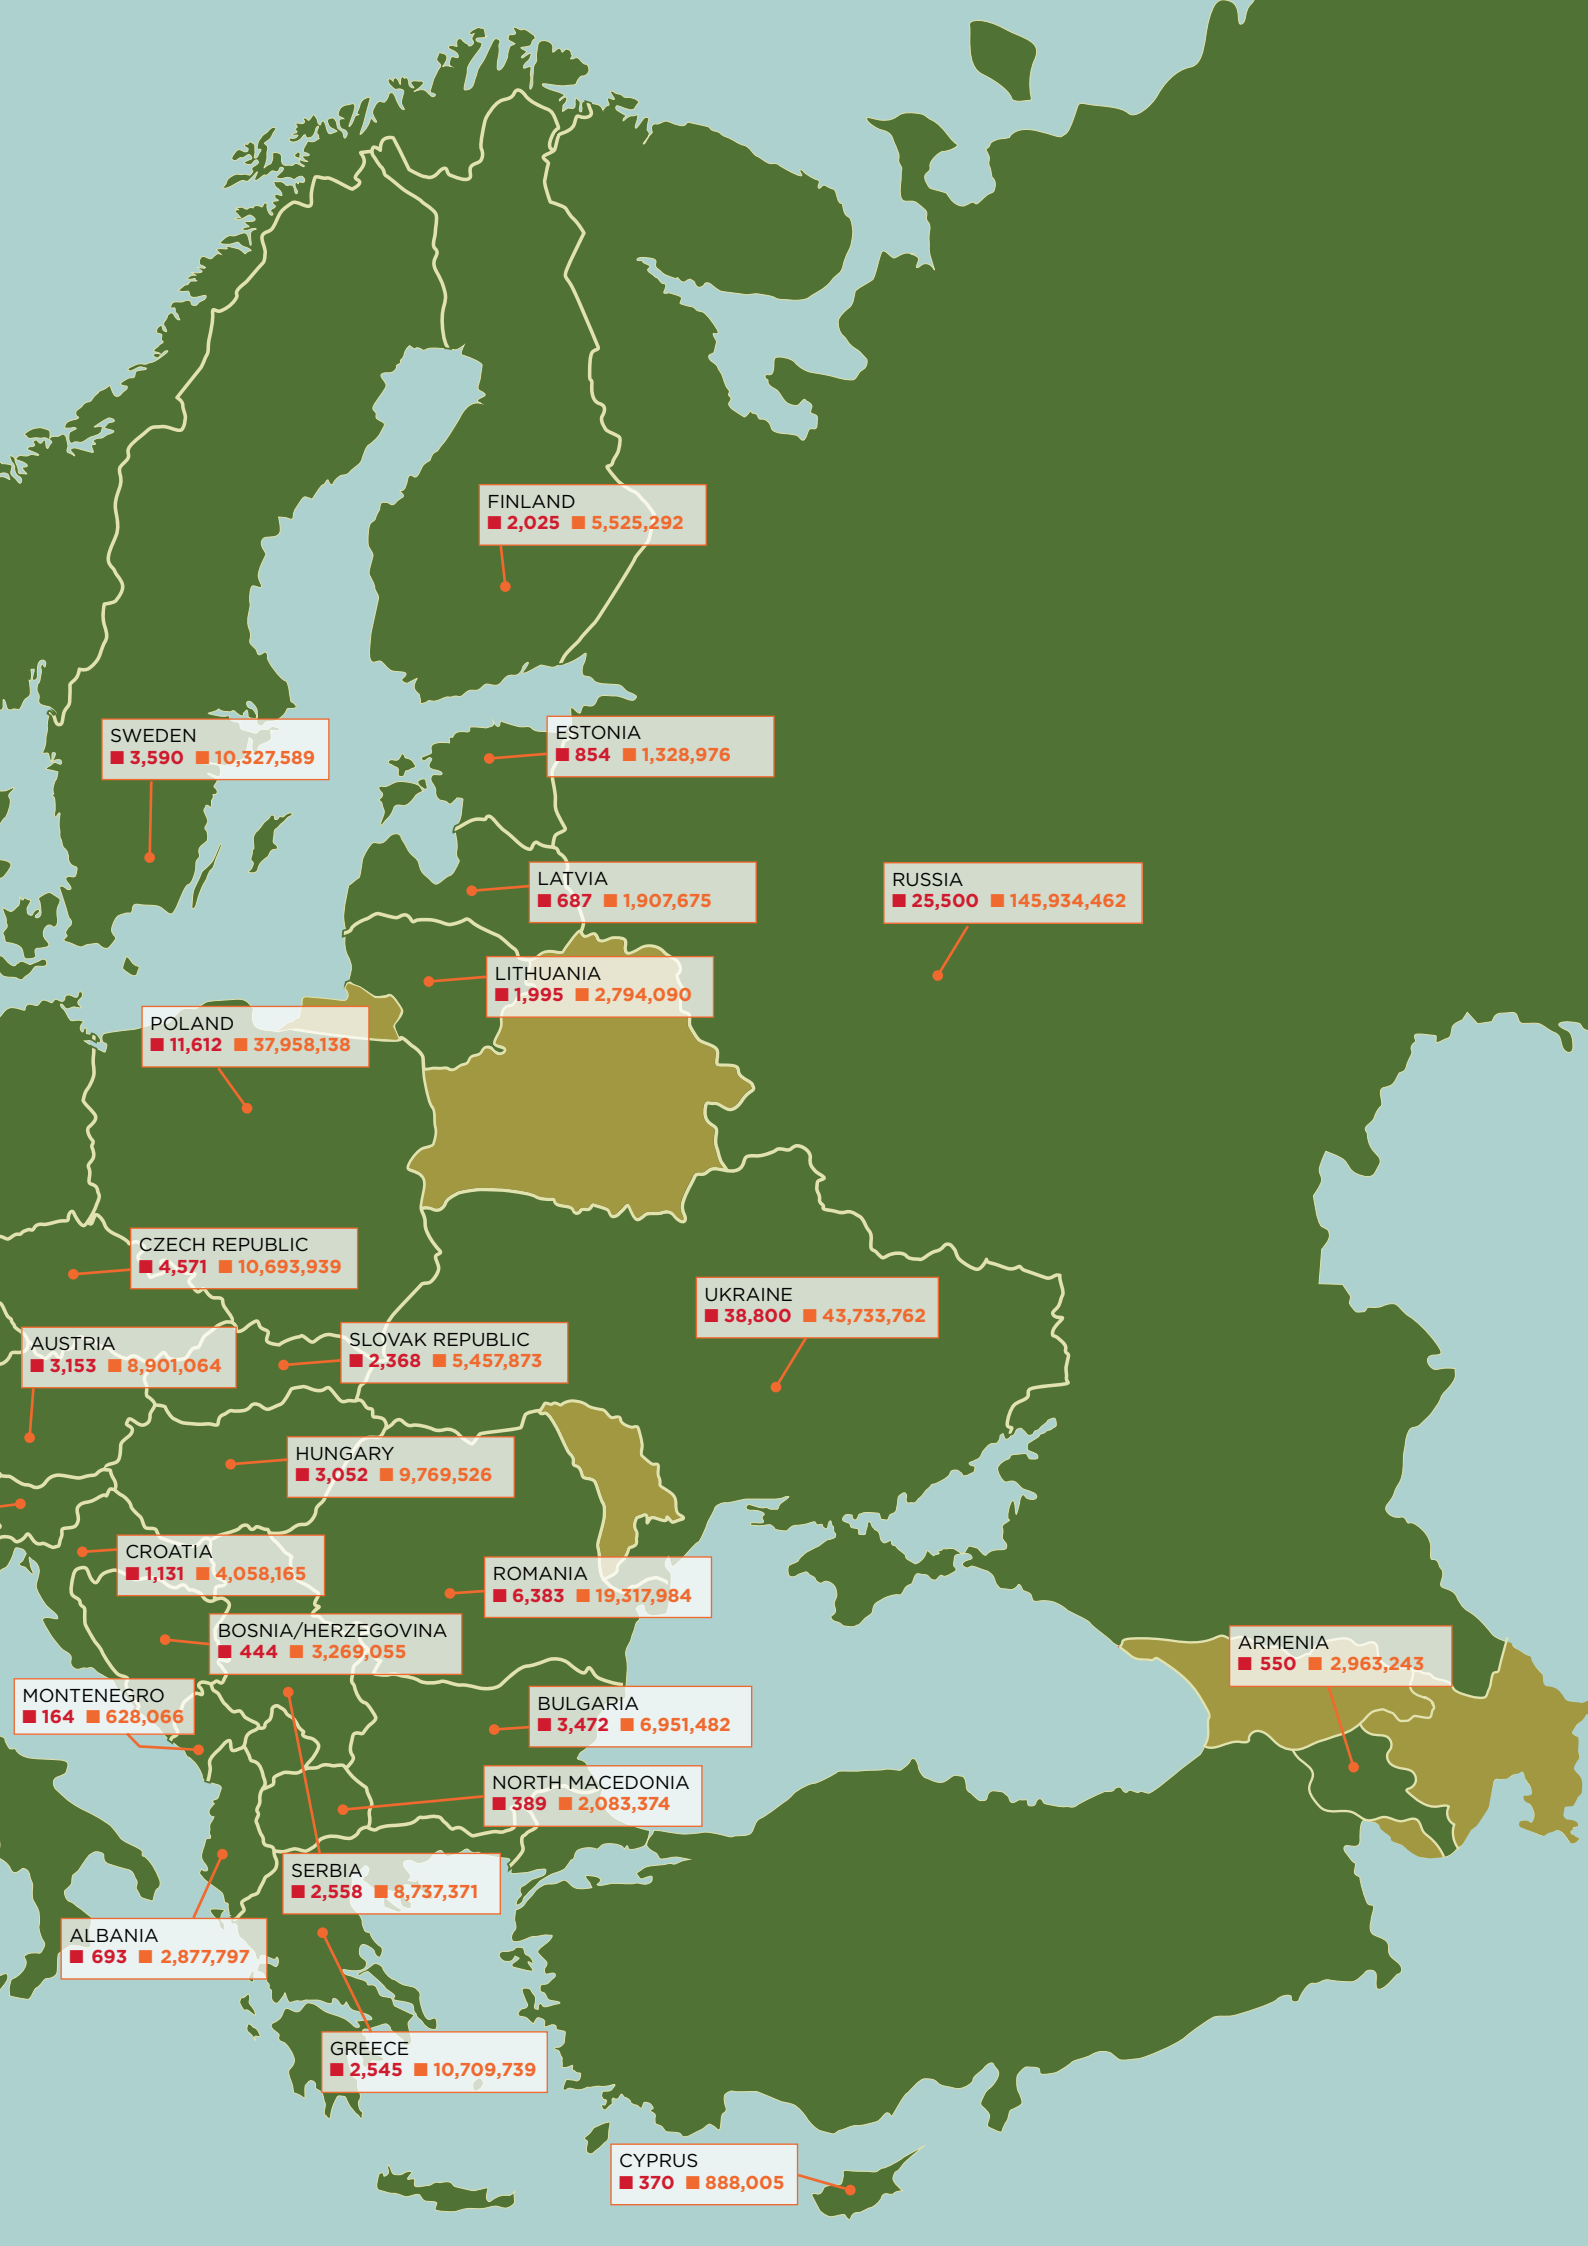 FINLAND
2,025 5,525,292
SWEDEN
3,590 10,327,589
ESTONIA
854 1,328,976
LATVIA
687 1,907,675
RUSSIA
25,500 145,934,462
LITHUANIA
1,995 2,794,090
POLAND
11,612 37,958,138
CZECH REPUBLIC
4,571 10,693,939
UKRAINE
38,800 43,733,762
AUSTRIA
3,153 8,901,064
SLOVAK REPUBLIC
2,368 5,457,873
HUNGARY
3,052 9,769,526
CROATIA
1,131 4,058,165
ROMANIA
6,383 19,317,984
BOSNIA/HERZEGOVINA
444 3,269,055
ARMENIA
550 2,963,243
MONTENEGRO
164 628,066
BULGARIA
3,472 6,951,482
NORTH MACEDONIA
389 2,083,374
SERBIA
2,558 8,737,371
ALBANIA
693 2,877,797
GREECE
2,545 10,709,739
CYPRUS
370 888,005